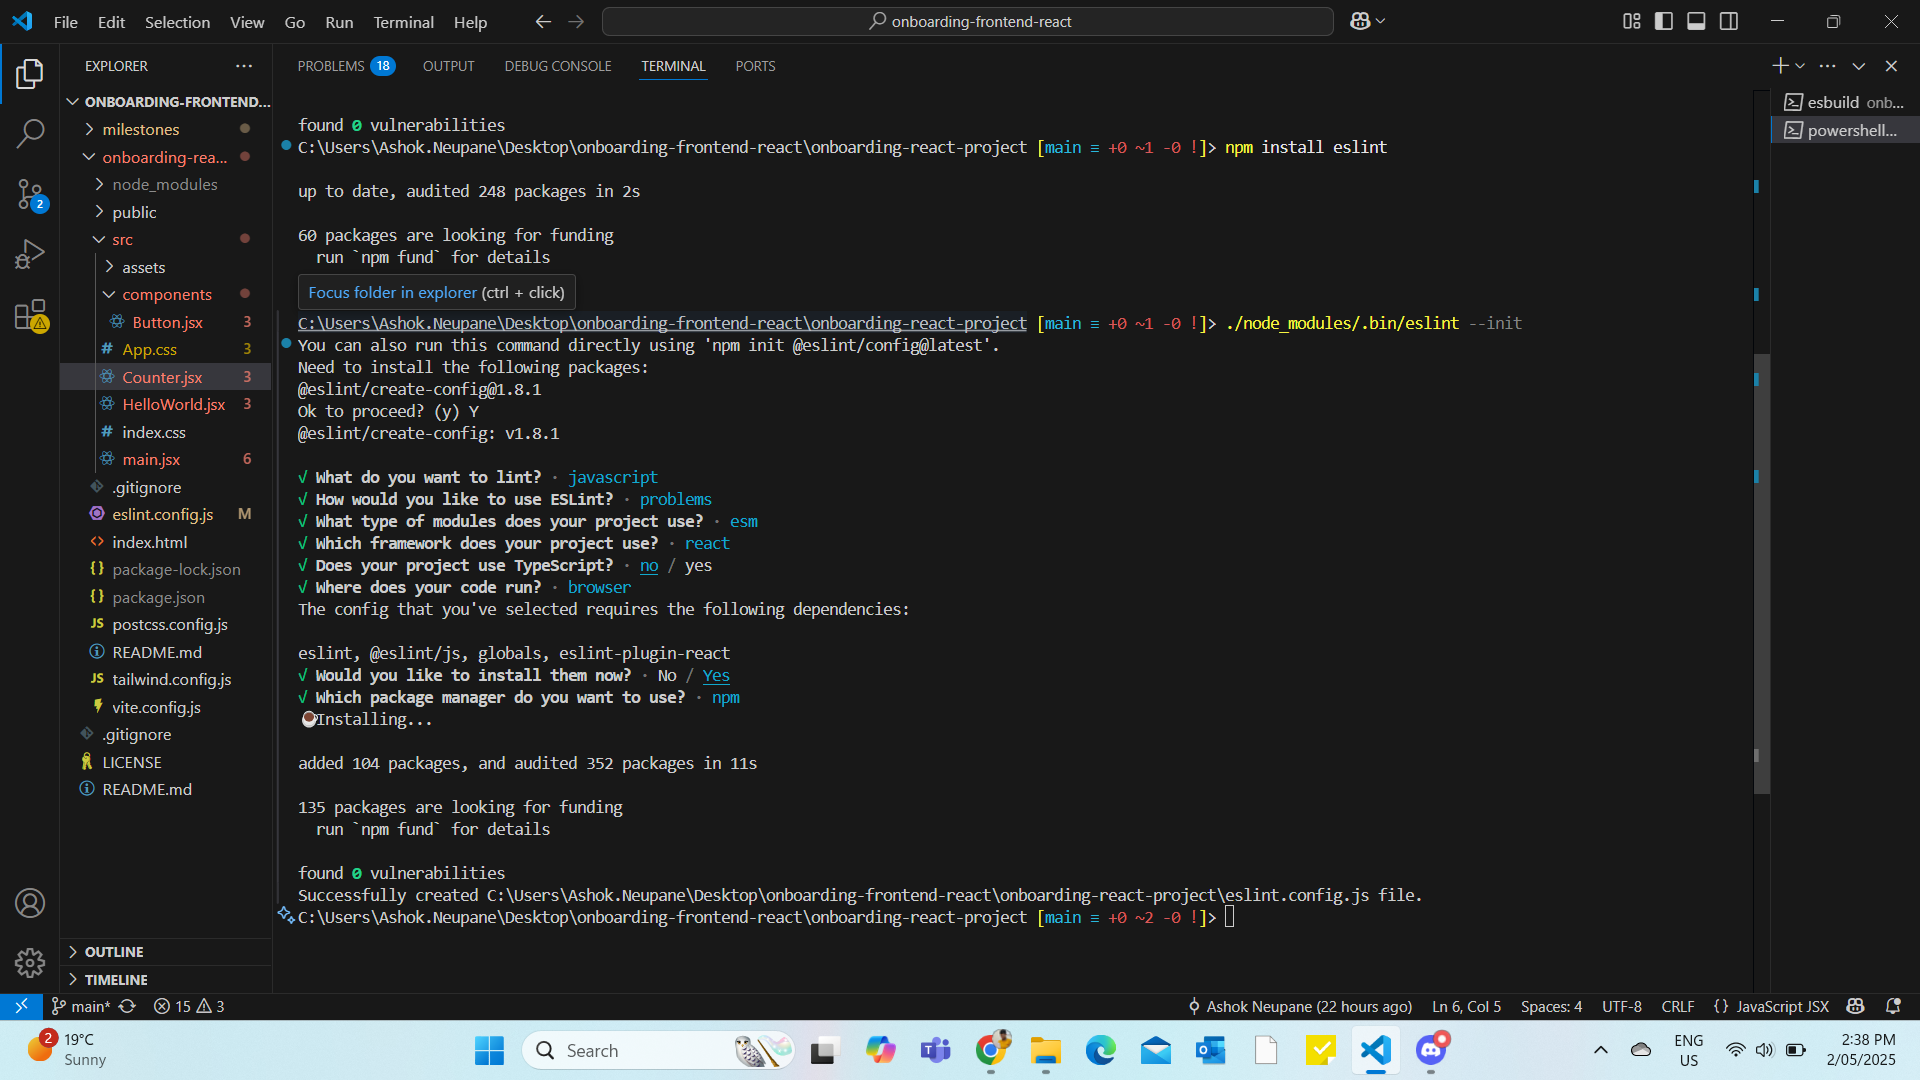 File Edit Selection View Go Run Terminal Help
onboarding-frontend-react
EXPLORER
ONBOARDING-FRONTEND...
milestones
onboarding-rea...
node_modules
public
src
assets
components
Button.jsx 3
# App.css 3
Counter.jsx 3
HelloWorld.jsx 3
# index.css
main.jsx 6
.gitignore
eslint.config.js M
<> index.html
{} package-lock.json
{} package.json
JS postcss.config.js
README.md
JS tailwind.config.js
vite.config.js
.gitignore
LICENSE
README.md
OUTLINE
TIMELINE
2
PROBLEMS 18 OUTPUT DEBUG CONSOLE TERMINAL PORTS
found 0 vulnerabilities
C:\Users\Ashok.Neupane\Desktop\onboarding-frontend-react\onboarding-react-project [main ≡ +0 ~1 -0 !]> npm install eslint
up to date, audited 248 packages in 2s
60 packages are looking for funding
run `npm fund` for details
Focus folder in explorer (ctrl + click)
C:\Users\Ashok.Neupane\Desktop\onboarding-frontend-react\onboarding-react-project [main ≡ +0 ~1 -0 !]> ./node_modules/.bin/eslint --init
You can also run this command directly using 'npm init @eslint/config@latest'.
Need to install the following packages:
@eslint/create-config@1.8.1
Ok to proceed? (y) Y
@eslint/create-config: v1.8.1
√ What do you want to lint? · javascript
√ How would you like to use ESLint? · problems
√ What type of modules does your project use? · esm
√ Which framework does your project use? · react
√ Does your project use TypeScript? · no / yes
√ Where does your code run? · browser
The config that you've selected requires the following dependencies:
eslint, @eslint/js, globals, eslint-plugin-react
√ Would you like to install them now? · No / Yes
√ Which package manager do you want to use? · npm
☕Installing...
added 104 packages, and audited 352 packages in 11s
135 packages are looking for funding
run `npm fund` for details
found 0 vulnerabilities
Successfully created C:\Users\Ashok.Neupane\Desktop\onboarding-frontend-react\onboarding-react-project\eslint.config.js file.
C:\Users\Ashok.Neupane\Desktop\onboarding-frontend-react\onboarding-react-project [main ≡ +0 ~2 -0 !]>
esbuild onb...
powershell...
main* 15 3
Ashok Neupane (22 hours ago) Ln 6, Col 5 Spaces: 4 UTF-8 CRLF {} JavaScript JSX
2
19°C
Sunny
Search
ENG
US
2:38 PM
2/05/2025